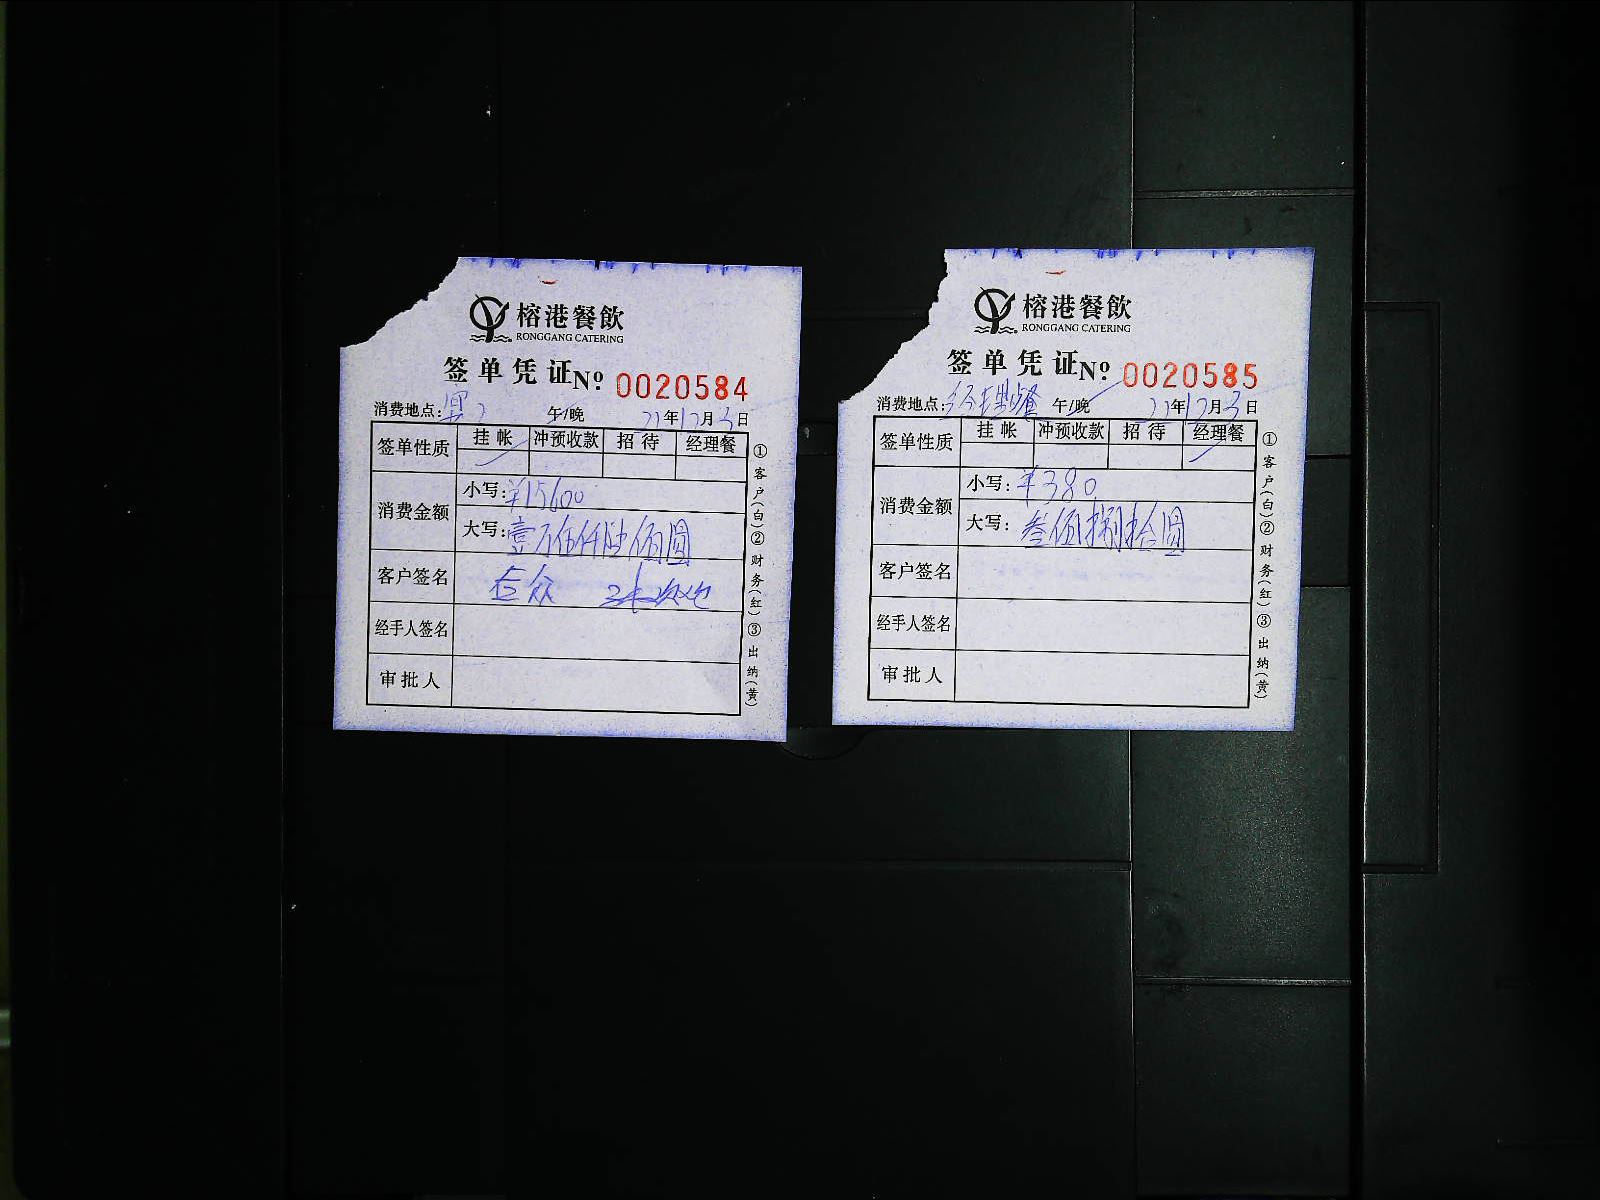 榕港餐飲
RONGGANG CATERING
签单凭证 No 0020584
消费地点: 午/晚 21年12月3日
签单性质 挂帐 冲预收款 招待 经理餐
消费金额 小写: ¥15600
大写: 壹万伍仟陆佰圆
客户签名
经手人签名
审批人
①客户(白)②财务(红)③出纳(黄)
榕港餐飲
RONGGANG CATERING
签单凭证 No 0020585
消费地点: 午/晚 21年12月3日
签单性质 挂帐 冲预收款 招待 经理餐
消费金额 小写: ¥380
大写: 叁佰捌拾圆
客户签名
经手人签名
审批人
①客户(白)②财务(红)③出纳(黄)